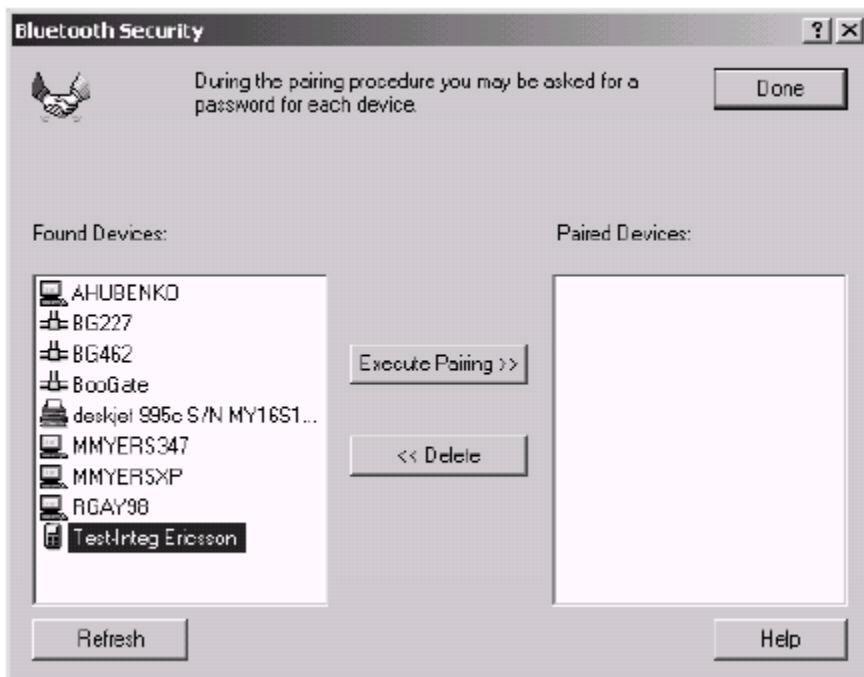 Bluetooth Security
During the pairing procedure you may be asked for a
password for each device.
Done
Found Devices:
Paired Devices:
AHUBENKO
BG227
BG462
BooGate
deskjet 995c S/N MY16S1...
MMYERS347
MMYERSXP
RGAY98
Test-Integ Ericsson
Execute Pairing >>
<< Delete
Refresh
Help